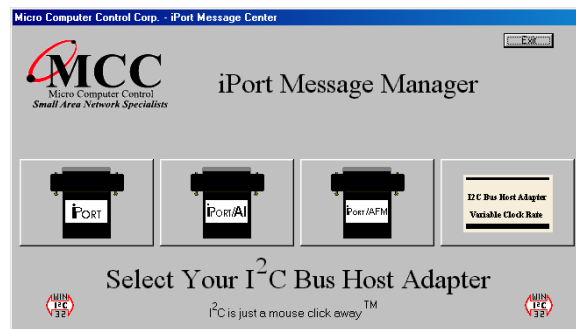 Micro Computer Control Corp. - iPort Message Center
Exit
MCC
Micro Computer Control
Small Area Network Specialists
iPort Message Manager
iPORT
iPORT/AI
iPORT/AFM
I2C Bus Host Adapter
Variable Clock Rate
Select Your I²C Bus Host Adapter
I²C is just a mouse click away™
WIN
I²C
32
WIN
I²C
32